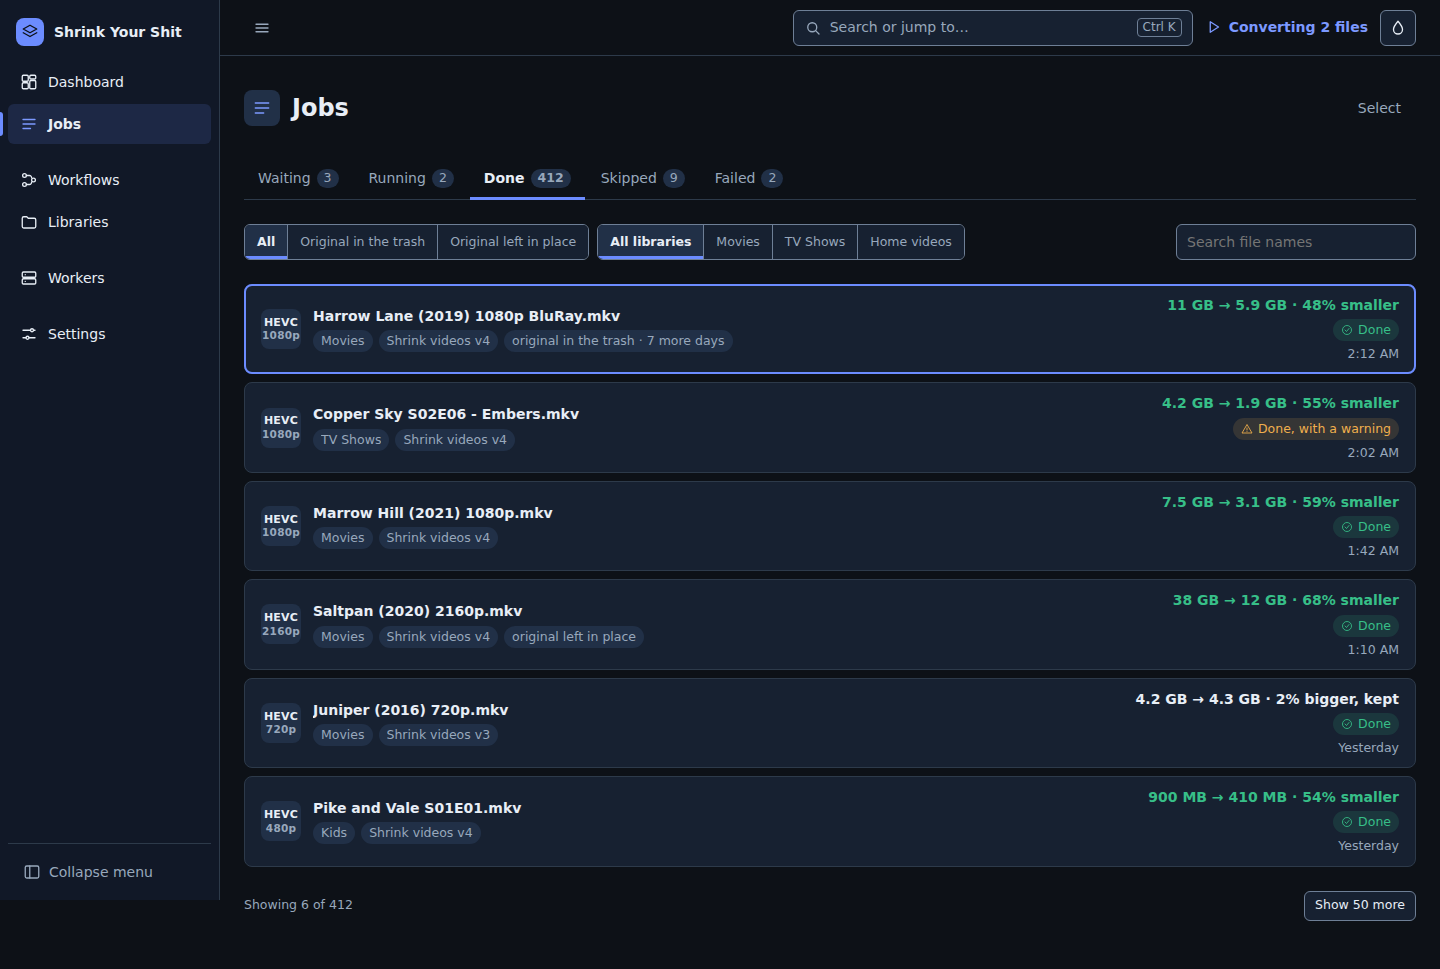 Shrink Your Shit
Dashboard
Jobs
Workflows
Libraries
Workers
Settings
Collapse menu
Search or jump to...
Ctrl K
Converting 2 files
Jobs
Select
Waiting 3
Running 2
Done 412
Skipped 9
Failed 2
All
Original in the trash
Original left in place
All libraries
Movies
TV Shows
Home videos
Search file names
HEVC
1080p
Harrow Lane (2019) 1080p BluRay.mkv
Movies
Shrink videos v4
original in the trash · 7 more days
11 GB → 5.9 GB · 48% smaller
Done
2:12 AM
HEVC
1080p
Copper Sky S02E06 - Embers.mkv
TV Shows
Shrink videos v4
4.2 GB → 1.9 GB · 55% smaller
Done, with a warning
2:02 AM
HEVC
1080p
Marrow Hill (2021) 1080p.mkv
Movies
Shrink videos v4
7.5 GB → 3.1 GB · 59% smaller
Done
1:42 AM
HEVC
2160p
Saltpan (2020) 2160p.mkv
Movies
Shrink videos v4
original left in place
38 GB → 12 GB · 68% smaller
Done
1:10 AM
HEVC
720p
Juniper (2016) 720p.mkv
Movies
Shrink videos v3
4.2 GB → 4.3 GB · 2% bigger, kept
Done
Yesterday
HEVC
480p
Pike and Vale S01E01.mkv
Kids
Shrink videos v4
900 MB → 410 MB · 54% smaller
Done
Yesterday
Showing 6 of 412
Show 50 more